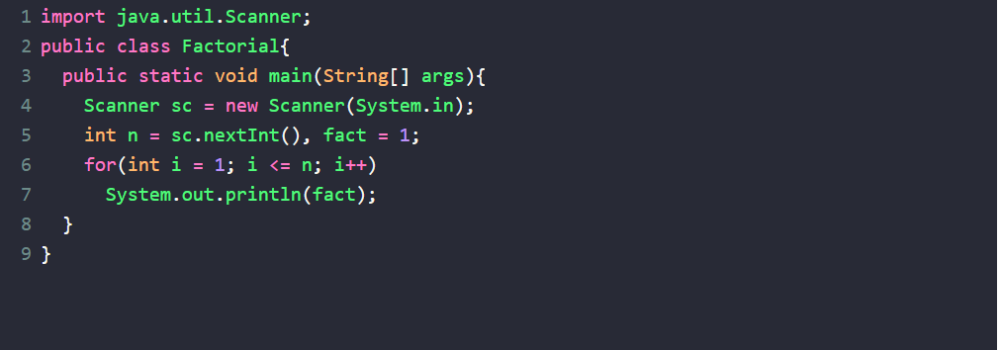 1 import java.util.Scanner;
2 public class Factorial{
3   public static void main(String[] args){
4     Scanner sc = new Scanner(System.in);
5     int n = sc.nextInt(), fact = 1;
6     for(int i = 1; i <= n; i++)
7       System.out.println(fact);
8   }
9 }